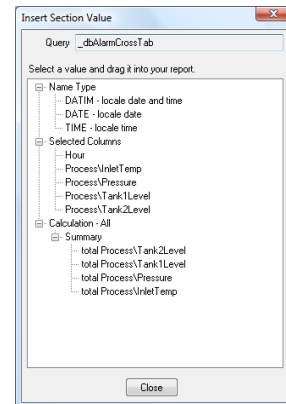 Insert Section Value
Query _dbAlarmCrossTab
Select a value and drag it into your report.
Name Type
DATIM - locale date and time
DATE - locale date
TIME - locale time
Selected Columns
Hour
Process\InletTemp
Process\Pressure
Process\Tank1Level
Process\Tank2Level
Calculation - All
Summary
total Process\Tank2Level
total Process\Tank1Level
total Process\Pressure
total Process\InletTemp
Close